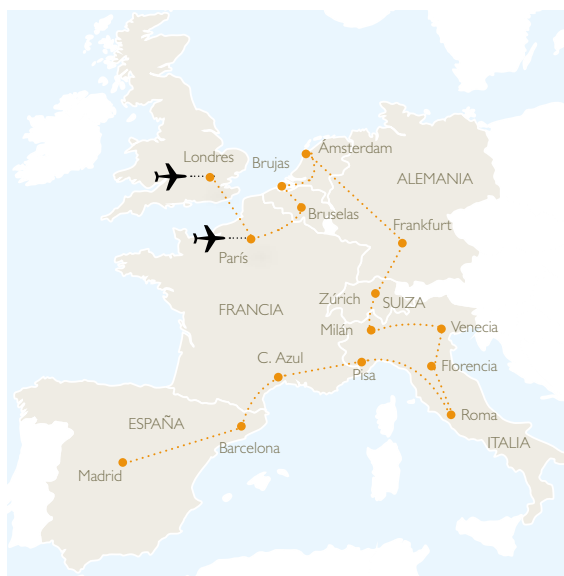 Londres
Ámsterdam
Brujas
ALEMANIA
Bruselas
Frankfurt
París
Zúrich
SUIZA
FRANCIA
Milán
Venecia
C. Azul
Pisa
Florencia
Roma
ESPAÑA
ITALIA
Barcelona
Madrid